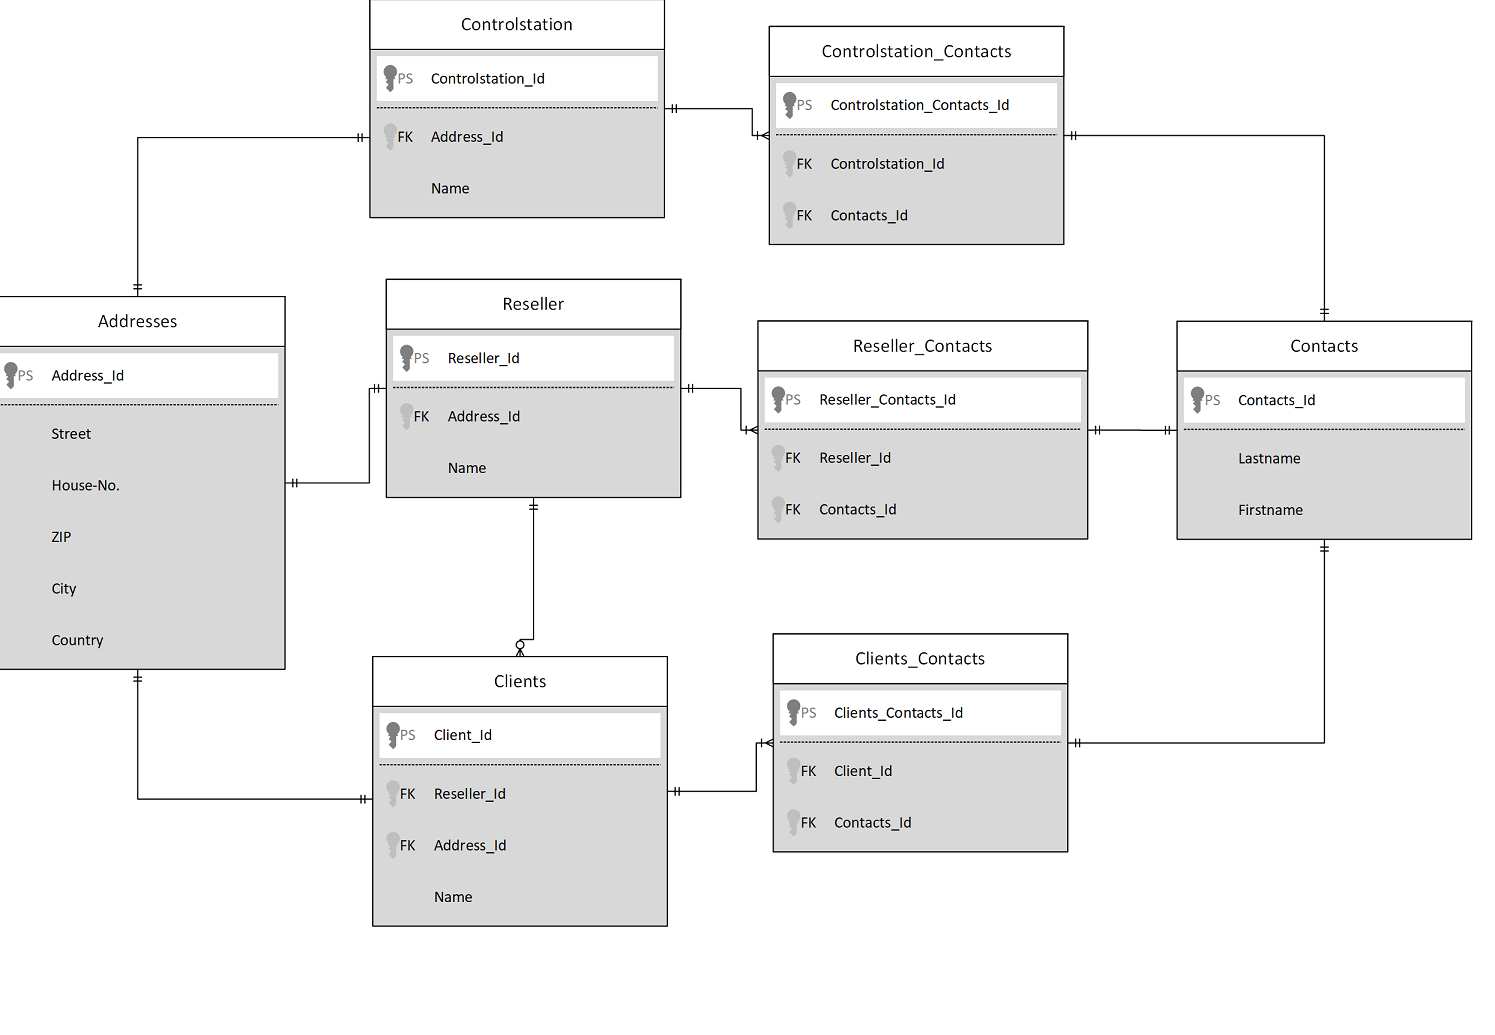 Controlstation
PS Controlstation_Id
FK Address_Id
Name
Controlstation_Contacts
PS Controlstation_Contacts_Id
FK Controlstation_Id
FK Contacts_Id
Addresses
PS Address_Id
Street
House-No.
ZIP
City
Country
Reseller
PS Reseller_Id
FK Address_Id
Name
Reseller_Contacts
PS Reseller_Contacts_Id
FK Reseller_Id
FK Contacts_Id
Contacts
PS Contacts_Id
Lastname
Firstname
Clients
PS Client_Id
FK Reseller_Id
FK Address_Id
Name
Clients_Contacts
PS Clients_Contacts_Id
FK Client_Id
FK Contacts_Id